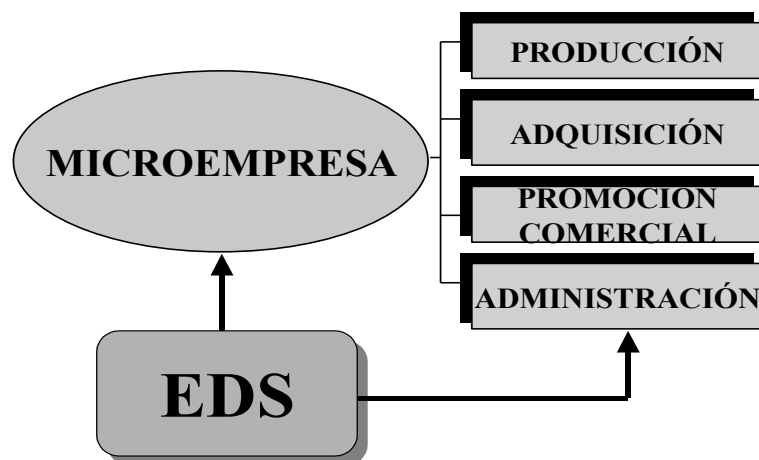 PRODUCCIÓN
MICROEMPRESA
ADQUISICIÓN
PROMOCION
COMERCIAL
ADMINISTRACIÓN
EDS